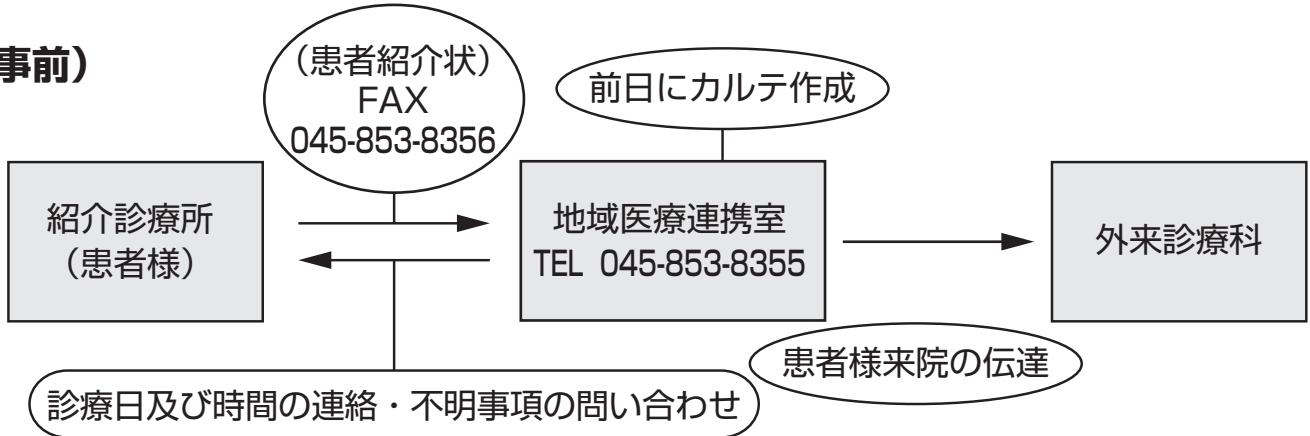 事前）
（患者紹介状）
FAX
045-853-8356
前日にカルテ作成
紹介診療所
（患者様）
地域医療連携室
TEL 045-853-8355
外来診療科
患者様来院の伝達
診療日及び時間の連絡・不明事項の問い合わせ